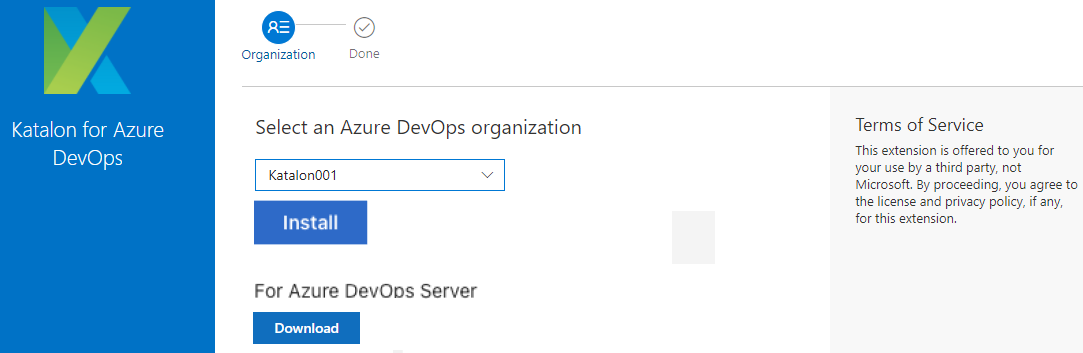 Organization
Done
Katalon for Azure
DevOps
Select an Azure DevOps organization
Katalon001
Install
For Azure DevOps Server
Download
Terms of Service
This extension is offered to you for
your use by a third party, not
Microsoft. By proceeding, you agree to
the license and privacy policy, if any,
for this extension.